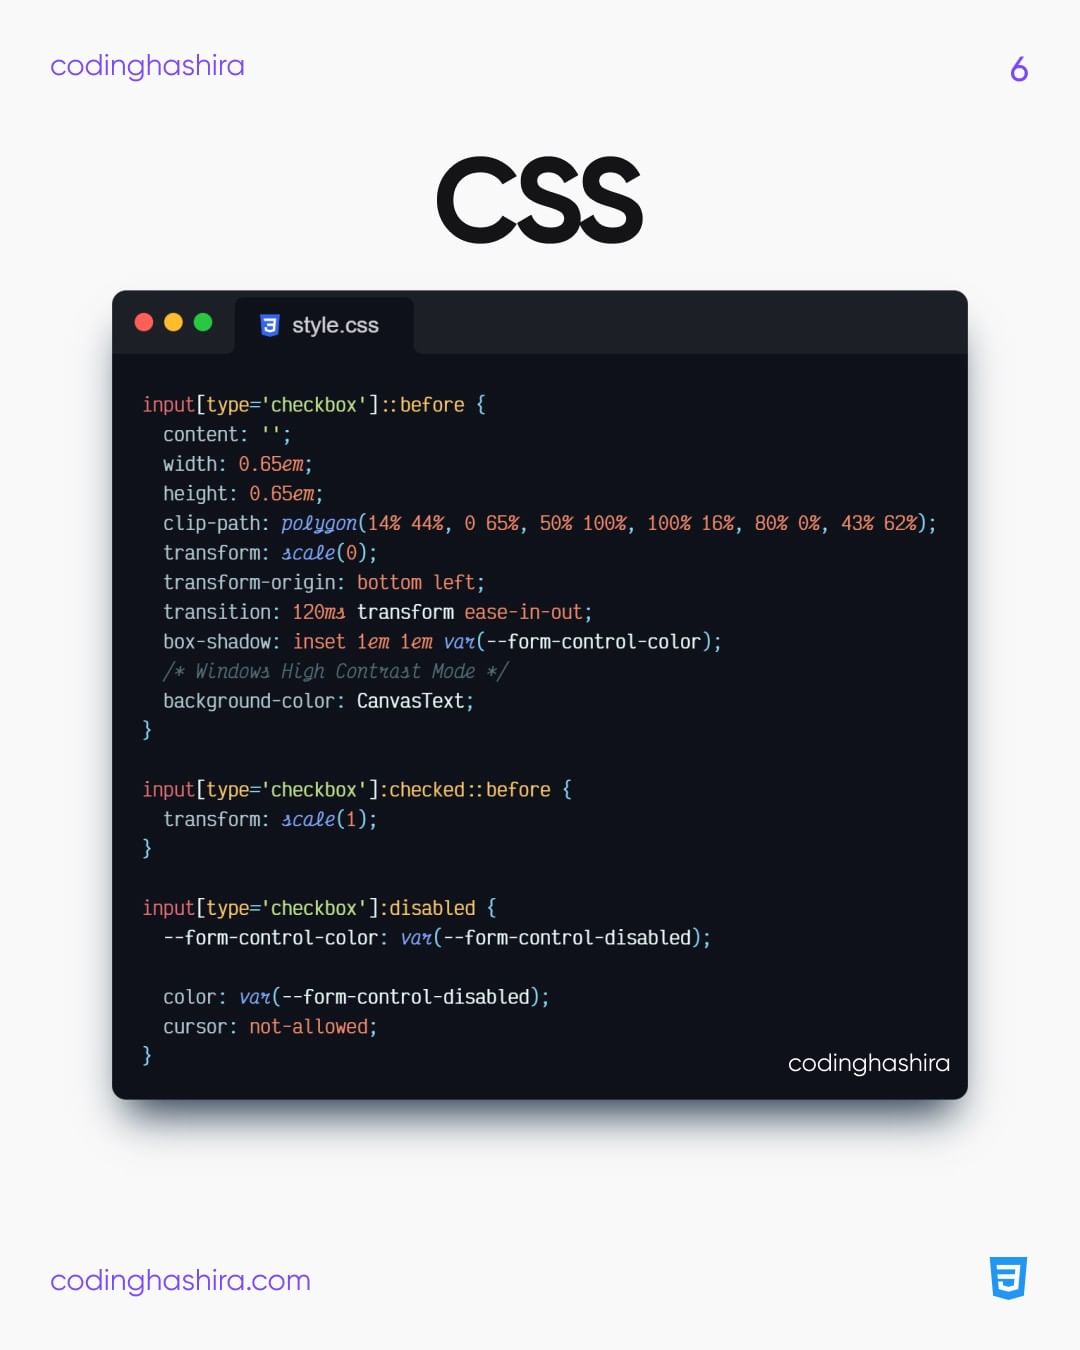 codinghashira
6
CSS
style.css
input[type='checkbox']::before {
  content: '';
  width: 0.65em;
  height: 0.65em;
  clip-path: polygon(14% 44%, 0 65%, 50% 100%, 100% 16%, 80% 0%, 43% 62%);
  transform: scale(0);
  transform-origin: bottom left;
  transition: 120ms transform ease-in-out;
  box-shadow: inset 1em 1em var(--form-control-color);
  /* Windows High Contrast Mode */
  background-color: CanvasText;
}
input[type='checkbox']:checked::before {
  transform: scale(1);
}
input[type='checkbox']:disabled {
  --form-control-color: var(--form-control-disabled);
  color: var(--form-control-disabled);
  cursor: not-allowed;
}
codinghashira
codinghashira.com